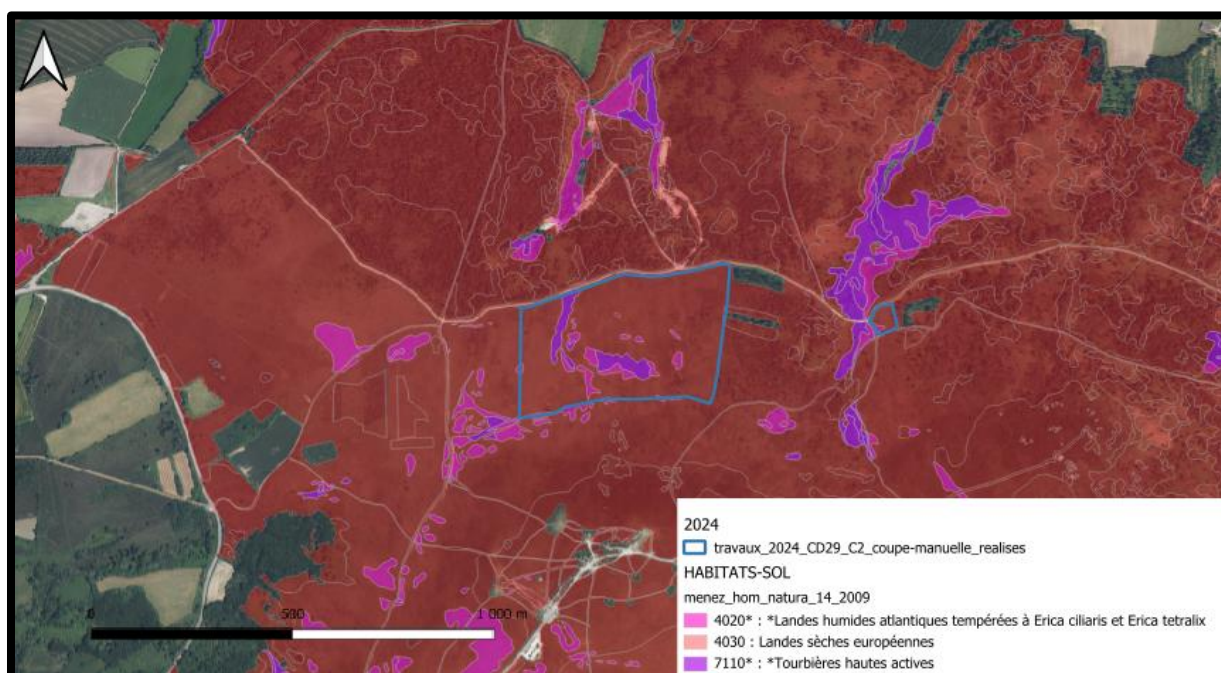 2024
travaux_2024_CD29_C2_coupe-manuelle_realises
HABITATS-SOL
menez_hom_natura_14_2009
4020* : *Landes humides atlantiques tempérées à Erica ciliaris et Erica tetralix
4030 : Landes sèches européennes
7110* : *Tourbières hautes actives
0 500 1 000 m